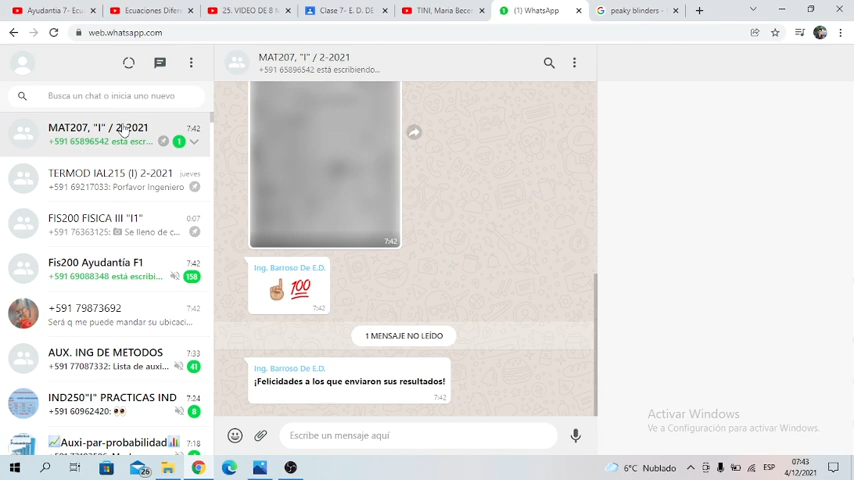 Ayudantia 7- Ecu
Ecuaciones Difer
25. VIDEO DE 8 M
Clase 7- E. D. DE
TINI, Maria Bece
(1) WhatsApp
peaky blinders -
web.whatsapp.com
MAT207, "I" / 2-2021
+591 65896542 está escribiendo...
Busca un chat o inicia uno nuevo
MAT207, "I" / 2-2021
7:42
+591 65896542 está escr...
1
TERMOD IAL215 (I) 2-2021
jueves
+591 69217033: Porfavor Ingeniero
FIS200 FISICA III "I1"
0:07
+591 76363125: Se lleno de c...
Fis200 Ayudantía F1
7:42
+591 69088348 está escribi...
158
+591 79873692
7:42
Será q me puede mandar su ubicaci...
AUX. ING DE METODOS
7:33
+591 77087332: Lista de auxi...
41
IND250"I" PRACTICAS IND
7:24
+591 60962420: 👀
8
📈Auxi-par-probabilidad📊
7:18
7:42
Ing. Barroso De E.D.
☝🏼💯
7:42
1 MENSAJE NO LEÍDO
Ing. Barroso De E.D.
¡Felicidades a los que enviaron sus resultados!
7:42
Escribe un mensaje aquí
Activar Windows
Ve a Configuración para activar Windows.
26
6°C Nublado
ESP
07:43
4/12/2021